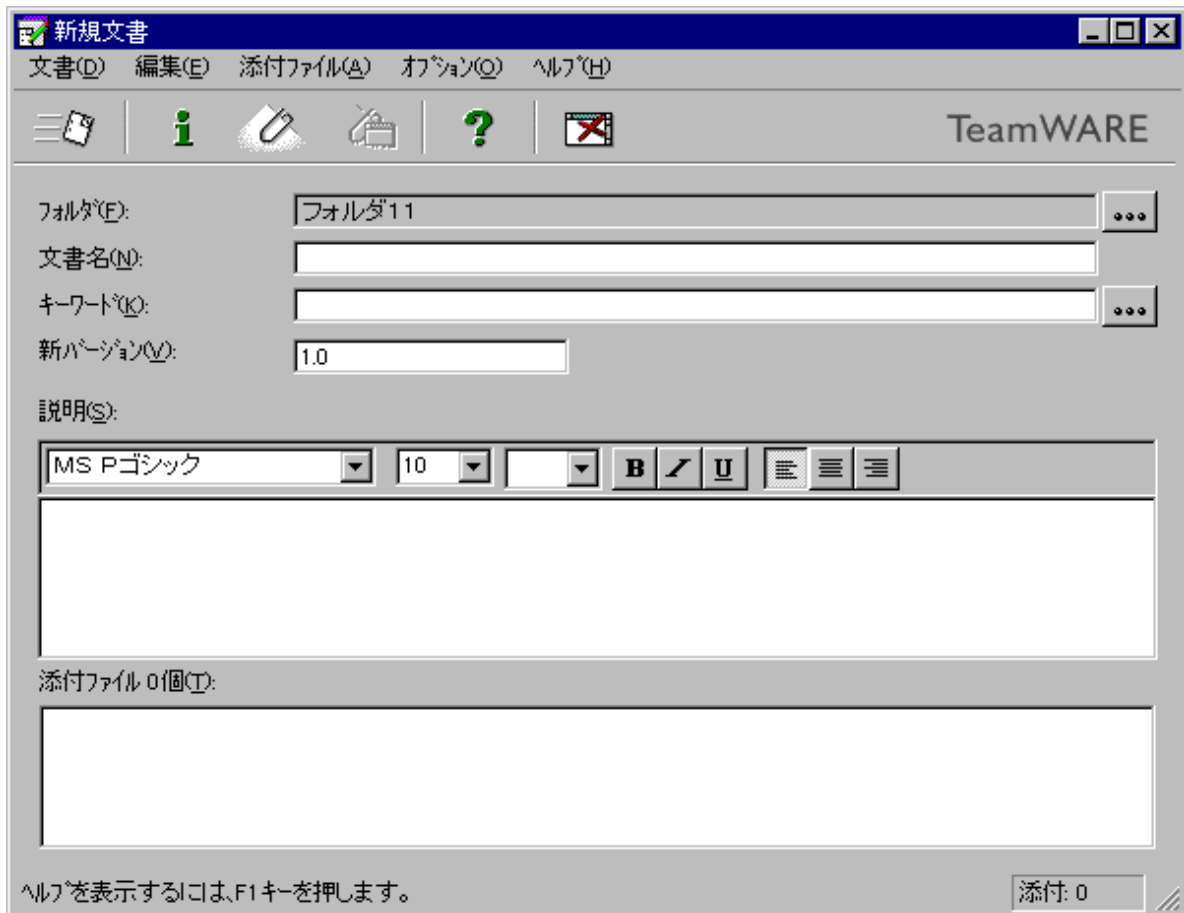 新規文書
文書(D) 編集(E) 添付ファイル(A) ｵﾌﾟｼｮﾝ(O) ﾍﾙﾌﾟ(H)
TeamWARE
ﾌｫﾙﾀﾞ(F): フォルダ11
文書名(N):
ｷｰﾜｰﾄﾞ(K):
新ﾊﾞｰｼﾞｮﾝ(V): 1.0
説明(S):
MS Pゴシック 10 B I U
添付ﾌｧｲﾙ 0個(T):
ﾍﾙﾌﾟを表示するには、F1キーを押します。 添付: 0